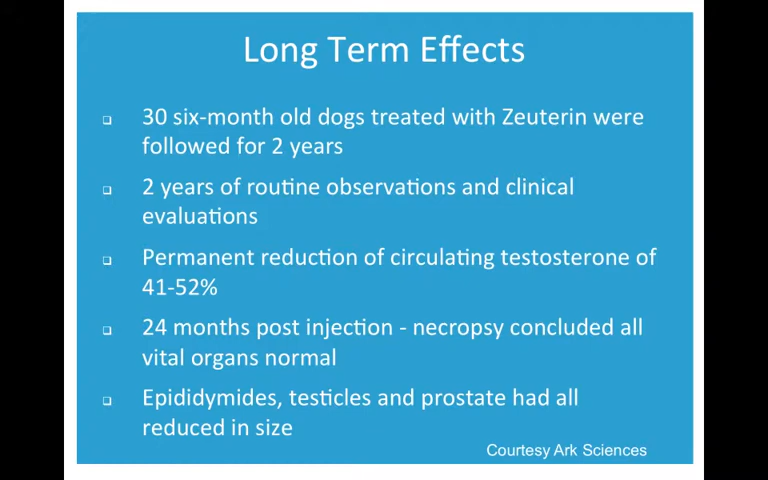 Long Term Effects
30 six-month old dogs treated with Zeuterin were
followed for 2 years
2 years of routine observations and clinical
evaluations
Permanent reduction of circulating testosterone of
41-52%
24 months post injection - necropsy concluded all
vital organs normal
Epididymides, testicles and prostate had all
reduced in size
Courtesy Ark Sciences